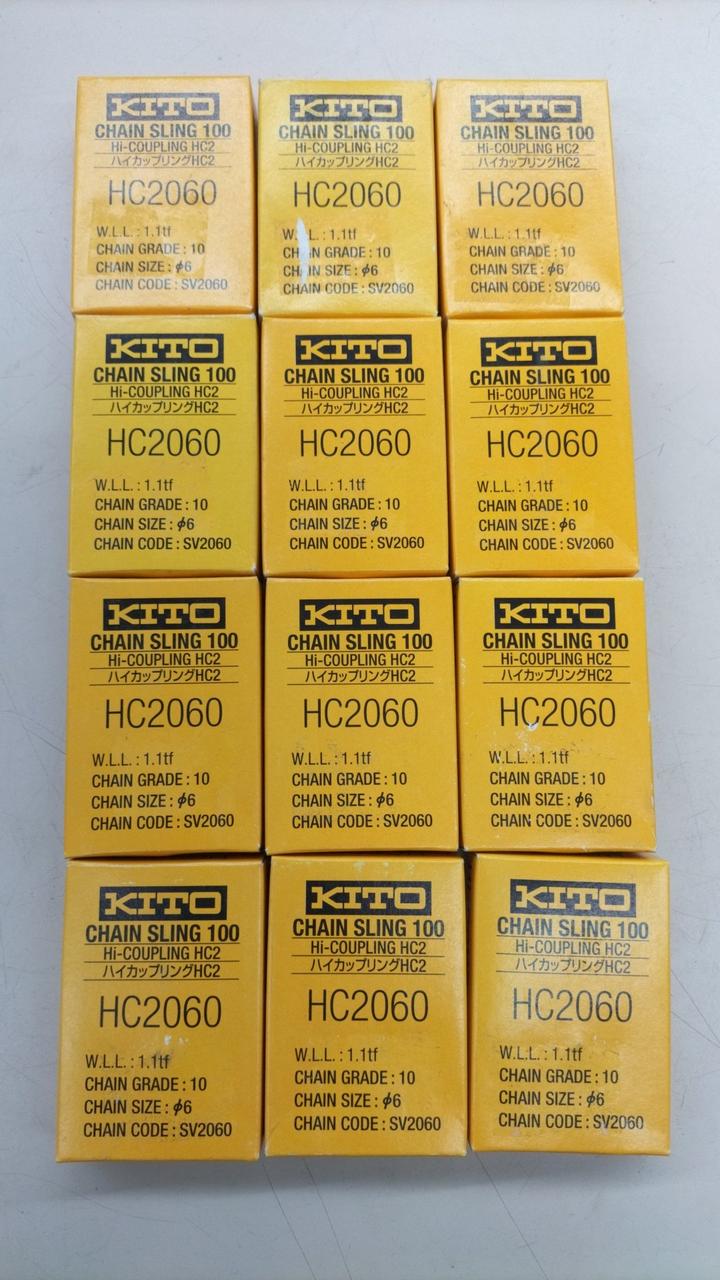 KITO
CHAIN SLING 100
Hi-COUPLING HC2
ハイカップリングHC2
HC2060
W.L.L. : 1.1tf
CHAIN GRADE : 10
CHAIN SIZE : ϕ6
CHAIN CODE : SV2060
KITO
CHAIN SLING 100
Hi-COUPLING HC2
ハイカップリングHC2
HC2060
W.L.L. : 1.1tf
CHAIN GRADE : 10
CHAIN SIZE : ϕ6
CHAIN CODE : SV2060
KITO
CHAIN SLING 100
Hi-COUPLING HC2
ハイカップリングHC2
HC2060
W.L.L. : 1.1tf
CHAIN GRADE : 10
CHAIN SIZE : ϕ6
CHAIN CODE : SV2060
KITO
CHAIN SLING 100
Hi-COUPLING HC2
ハイカップリングHC2
HC2060
W.L.L. : 1.1tf
CHAIN GRADE : 10
CHAIN SIZE : ϕ6
CHAIN CODE : SV2060
KITO
CHAIN SLING 100
Hi-COUPLING HC2
ハイカップリングHC2
HC2060
W.L.L. : 1.1tf
CHAIN GRADE : 10
CHAIN SIZE : ϕ6
CHAIN CODE : SV2060
KITO
CHAIN SLING 100
Hi-COUPLING HC2
ハイカップリングHC2
HC2060
W.L.L. : 1.1tf
CHAIN GRADE : 10
CHAIN SIZE : ϕ6
CHAIN CODE : SV2060
KITO
CHAIN SLING 100
Hi-COUPLING HC2
ハイカップリングHC2
HC2060
W.L.L. : 1.1tf
CHAIN GRADE : 10
CHAIN SIZE : ϕ6
CHAIN CODE : SV2060
KITO
CHAIN SLING 100
Hi-COUPLING HC2
ハイカップリングHC2
HC2060
W.L.L. : 1.1tf
CHAIN GRADE : 10
CHAIN SIZE : ϕ6
CHAIN CODE : SV2060
KITO
CHAIN SLING 100
Hi-COUPLING HC2
ハイカップリングHC2
HC2060
W.L.L. : 1.1tf
CHAIN GRADE : 10
CHAIN SIZE : ϕ6
CHAIN CODE : SV2060
KITO
CHAIN SLING 100
Hi-COUPLING HC2
ハイカップリングHC2
HC2060
W.L.L. : 1.1tf
CHAIN GRADE : 10
CHAIN SIZE : ϕ6
CHAIN CODE : SV2060
KITO
CHAIN SLING 100
Hi-COUPLING HC2
ハイカップリングHC2
HC2060
W.L.L. : 1.1tf
CHAIN GRADE : 10
CHAIN SIZE : ϕ6
CHAIN CODE : SV2060
KITO
CHAIN SLING 100
Hi-COUPLING HC2
ハイカップリングHC2
HC2060
W.L.L. : 1.1tf
CHAIN GRADE : 10
CHAIN SIZE : ϕ6
CHAIN CODE : SV2060